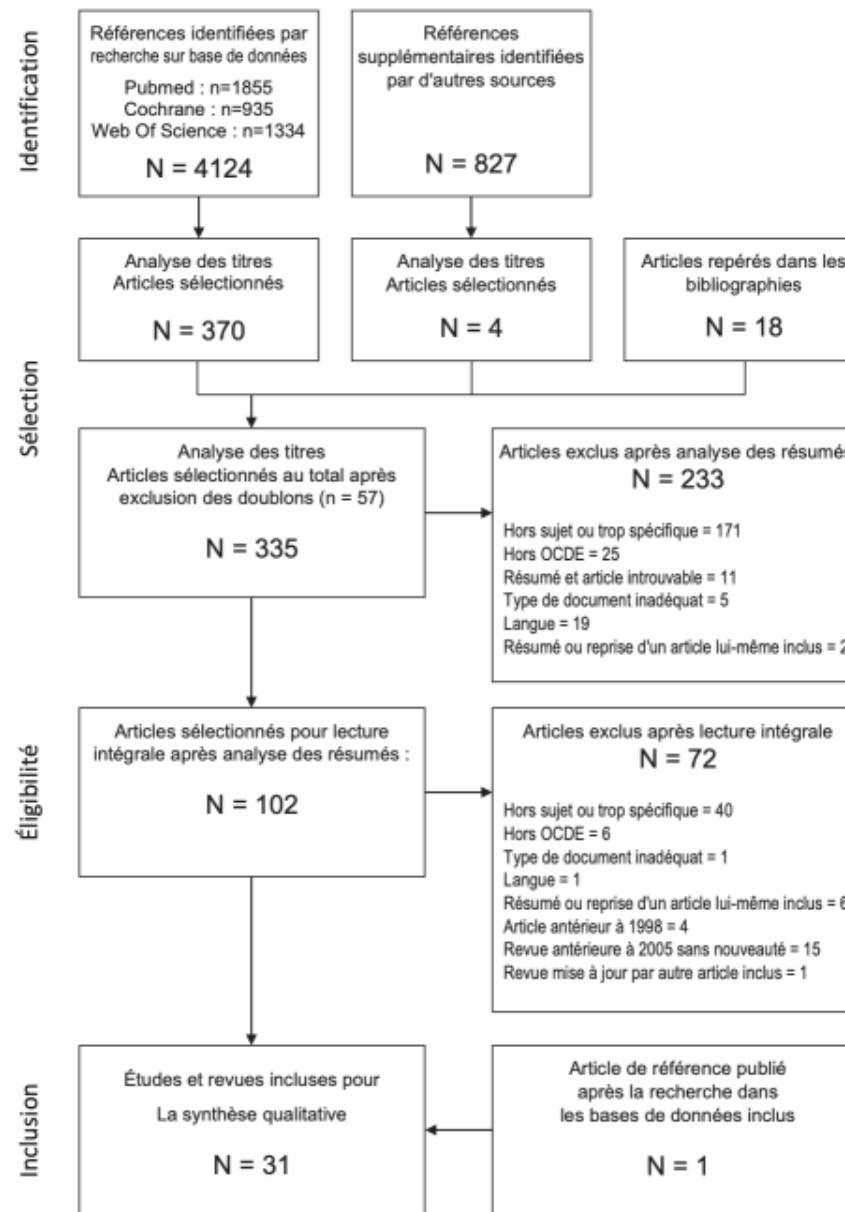 Identification
Références identifiées par
recherche sur base de données
Pubmed : n=1855
Cochrane : n=935
Web Of Science : n=1334
N = 4124
Références
supplémentaires identifiées
par d'autres sources
N = 827
Sélection
Analyse des titres
Articles sélectionnés
N = 370
Analyse des titres
Articles sélectionnés
N = 4
Articles repérés dans les
bibliographies
N = 18
Analyse des titres
Articles sélectionnés au total après
exclusion des doublons (n = 57)
N = 335
Articles exclus après analyse des résumés
N = 233
Hors sujet ou trop spécifique = 171
Hors OCDE = 25
Résumé et article introuvable = 11
Type de document inadéquat = 5
Langue = 19
Résumé ou reprise d'un article lui-même inclus = 2
Éligibilité
Articles sélectionnés pour lecture
intégrale après analyse des résumés :
N = 102
Articles exclus après lecture intégrale
N = 72
Hors sujet ou trop spécifique = 40
Hors OCDE = 6
Type de document inadéquat = 1
Langue = 1
Résumé ou reprise d'un article lui-même inclus = 6
Article antérieur à 1998 = 4
Revue antérieure à 2005 sans nouveauté = 15
Revue mise à jour par autre article inclus = 1
Inclusion
Études et revues incluses pour
La synthèse qualitative
N = 31
Article de référence publié
après la recherche dans
les bases de données inclus
N = 1